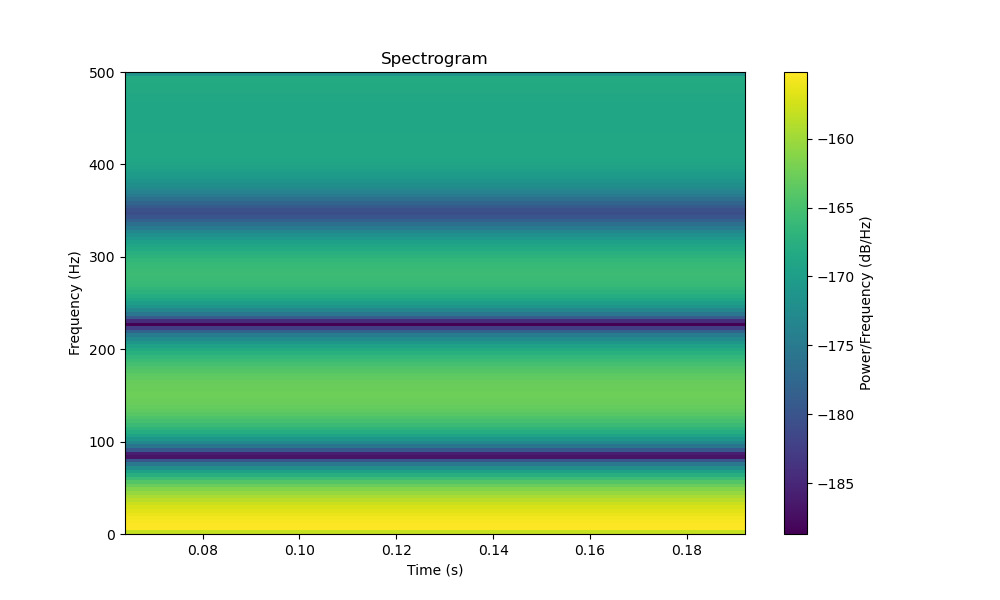 Spectrogram
500
400
300
200
100
0
Frequency (Hz)
0.08 0.10 0.12 0.14 0.16 0.18
Time (s)
−160
−165
−170
−175
−180
−185
Power/Frequency (dB/Hz)